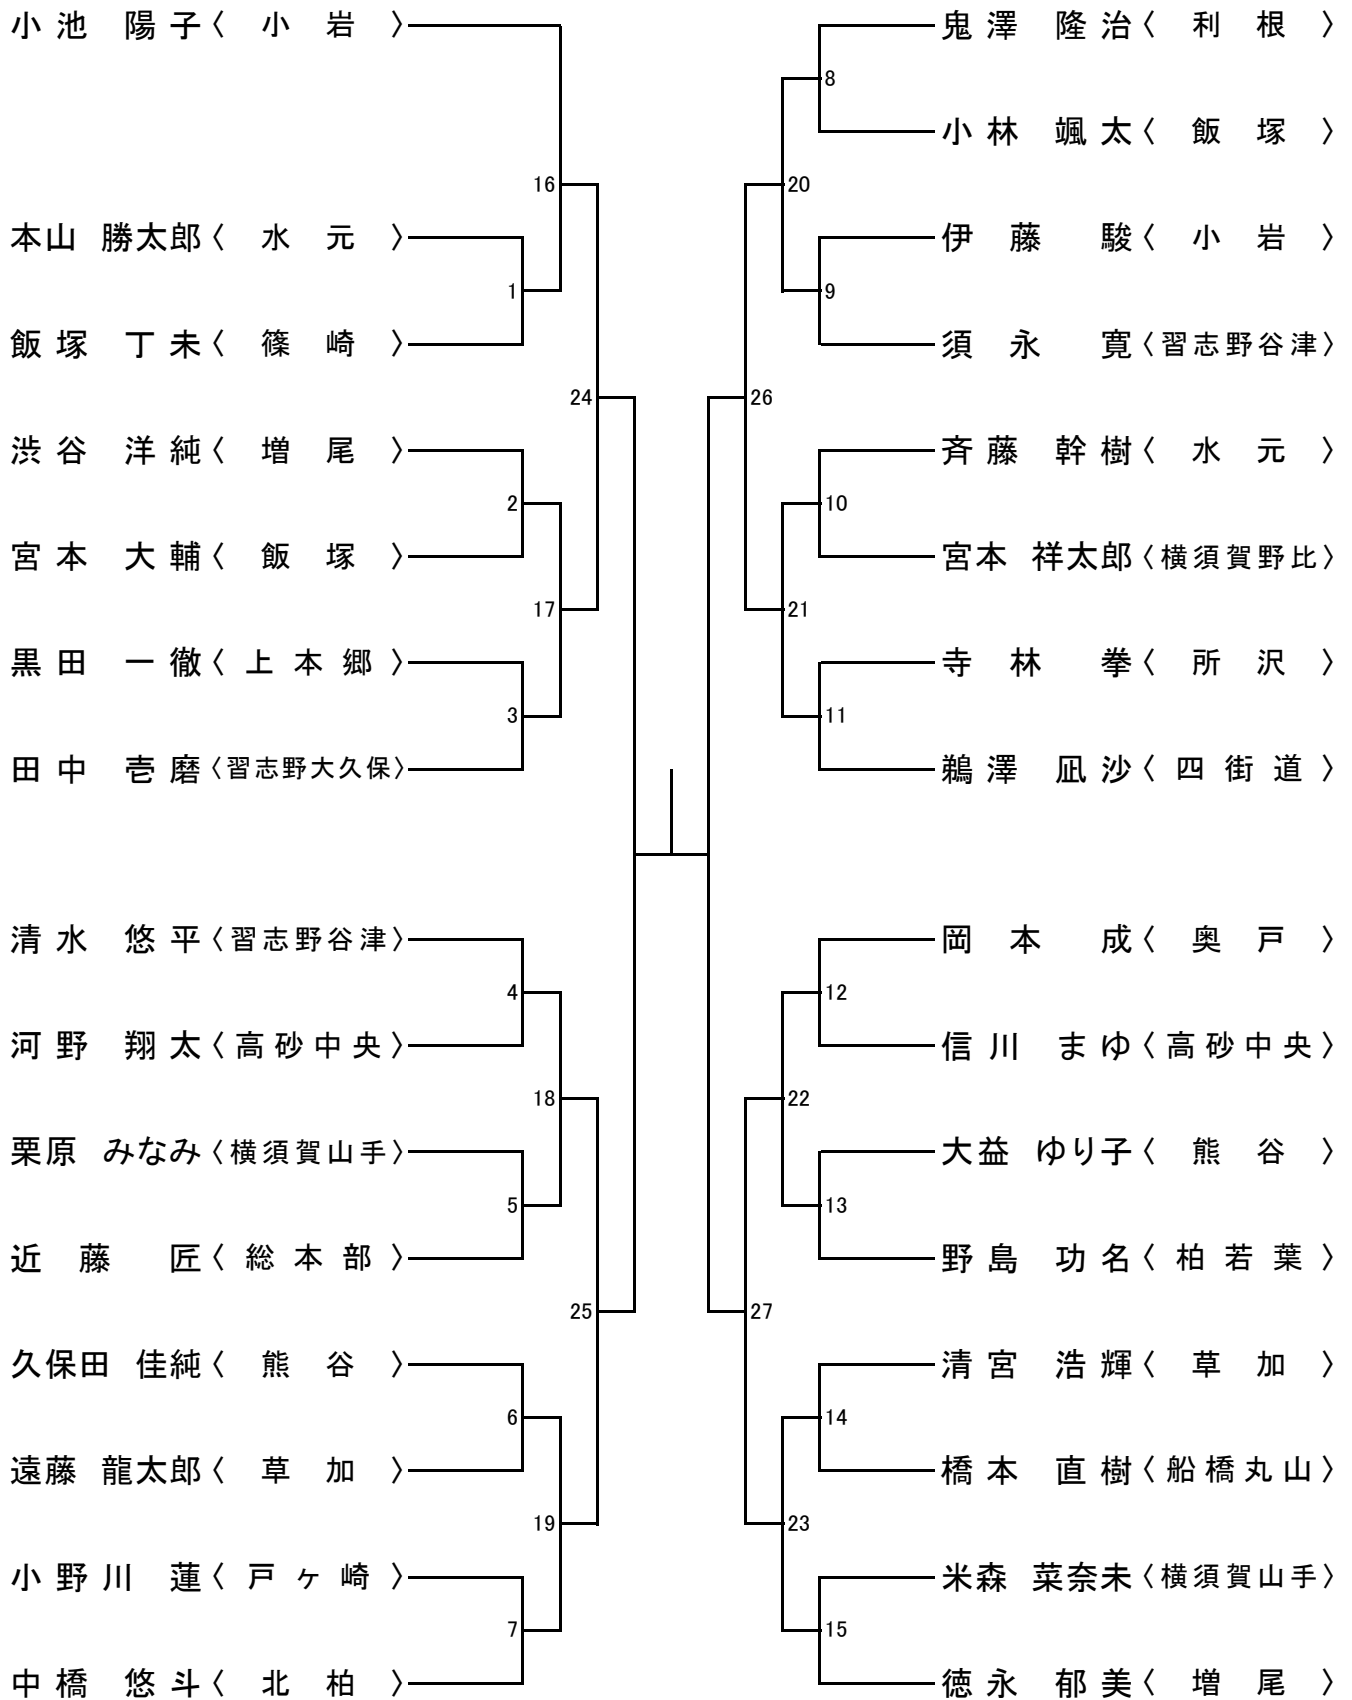 小池 陽子〈 小岩 〉
16
本山 勝太郎〈 水元 〉
1
飯塚 丁未〈 篠崎 〉
24
渋谷 洋純〈 増尾 〉
2
宮本 大輔〈 飯塚 〉
17
黒田 一徹〈 上本郷 〉
3
田中 壱磨〈習志野大久保〉
清水 悠平〈習志野谷津〉
4
河野 翔太〈高砂中央〉
18
栗原 みなみ〈横須賀山手〉
5
近藤 匠〈 総本部 〉
25
久保田 佳純〈 熊谷 〉
6
遠藤 龍太郎〈 草加 〉
19
小野川 蓮〈 戸ヶ崎 〉
7
中橋 悠斗〈 北柏 〉
鬼澤 隆治〈 利根 〉
8
小林 颯太〈 飯塚 〉
20
伊藤 駿〈 小岩 〉
9
須永 寛〈習志野谷津〉
26
斉藤 幹樹〈 水元 〉
10
宮本 祥太郎〈横須賀野比〉
21
寺林 拳〈 所沢 〉
11
鵜澤 凪沙〈 四街道 〉
岡本 成〈 奥戸 〉
12
信川 まゆ〈高砂中央〉
22
大益 ゆり子〈 熊谷 〉
13
野島 功名〈 柏若葉 〉
27
清宮 浩輝〈 草加 〉
14
橋本 直樹〈船橋丸山〉
23
米森 菜奈未〈横須賀山手〉
15
徳永 郁美〈 増尾 〉